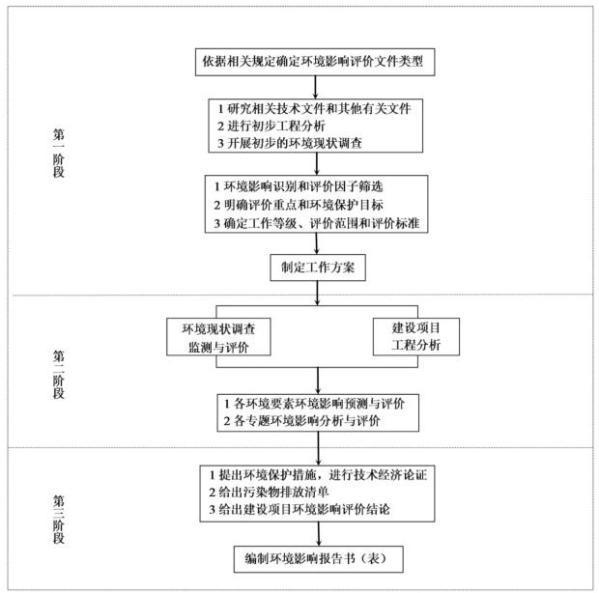 依据相关规定确定环境影响评价文件类型
第一阶段
1 研究相关技术文件和其他有关文件
2 进行初步工程分析
3 开展初步的环境现状调查
1 环境影响识别和评价因子筛选
2 明确评价重点和环境保护目标
3 确定工作等级、评价范围和评价标准
制定工作方案
第二阶段
环境现状调查
监测与评价
建设项目
工程分析
1 各环境要素环境影响预测与评价
2 各专题环境影响分析与评价
第三阶段
1 提出环境保护措施，进行技术经济论证
2 给出污染物排放清单
3 给出建设项目环境影响评价结论
编制环境影响报告书（表）